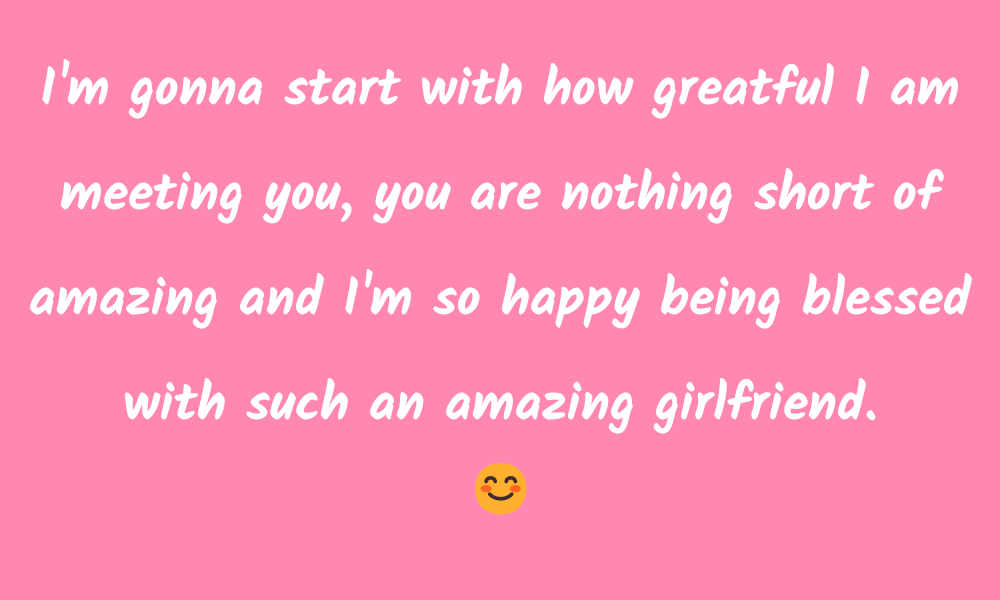 I'm gonna start with how greatful I am
meeting you, you are nothing short of
amazing and I'm so happy being blessed
with such an amazing girlfriend.
😊